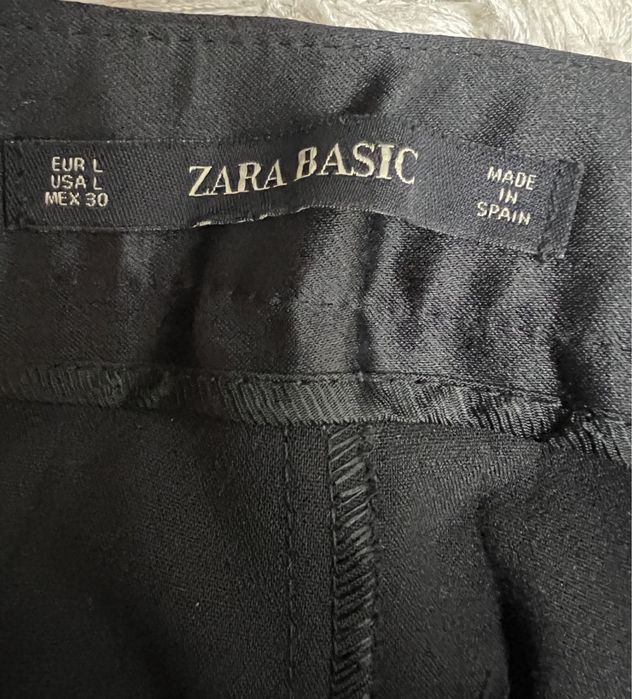 EUR L
USA L
MEX 30
ZARA BASIC
MADE
IN
SPAIN